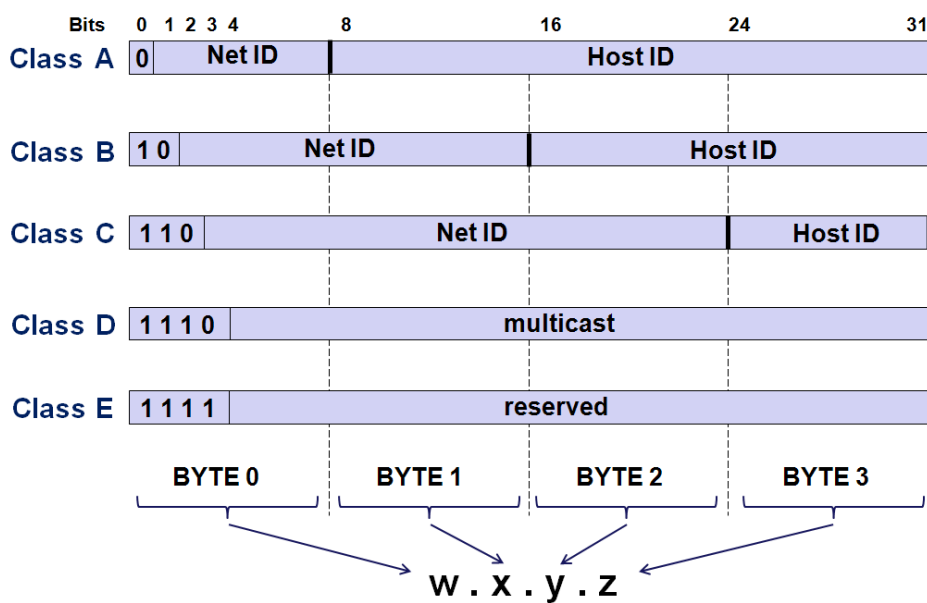 Bits 0 1 2 3 4 8 16 24 31
Class A 0 Net ID Host ID
Class B 1 0 Net ID Host ID
Class C 1 1 0 Net ID Host ID
Class D 1 1 1 0 multicast
Class E 1 1 1 1 reserved
BYTE 0 BYTE 1 BYTE 2 BYTE 3
w . x . y . z